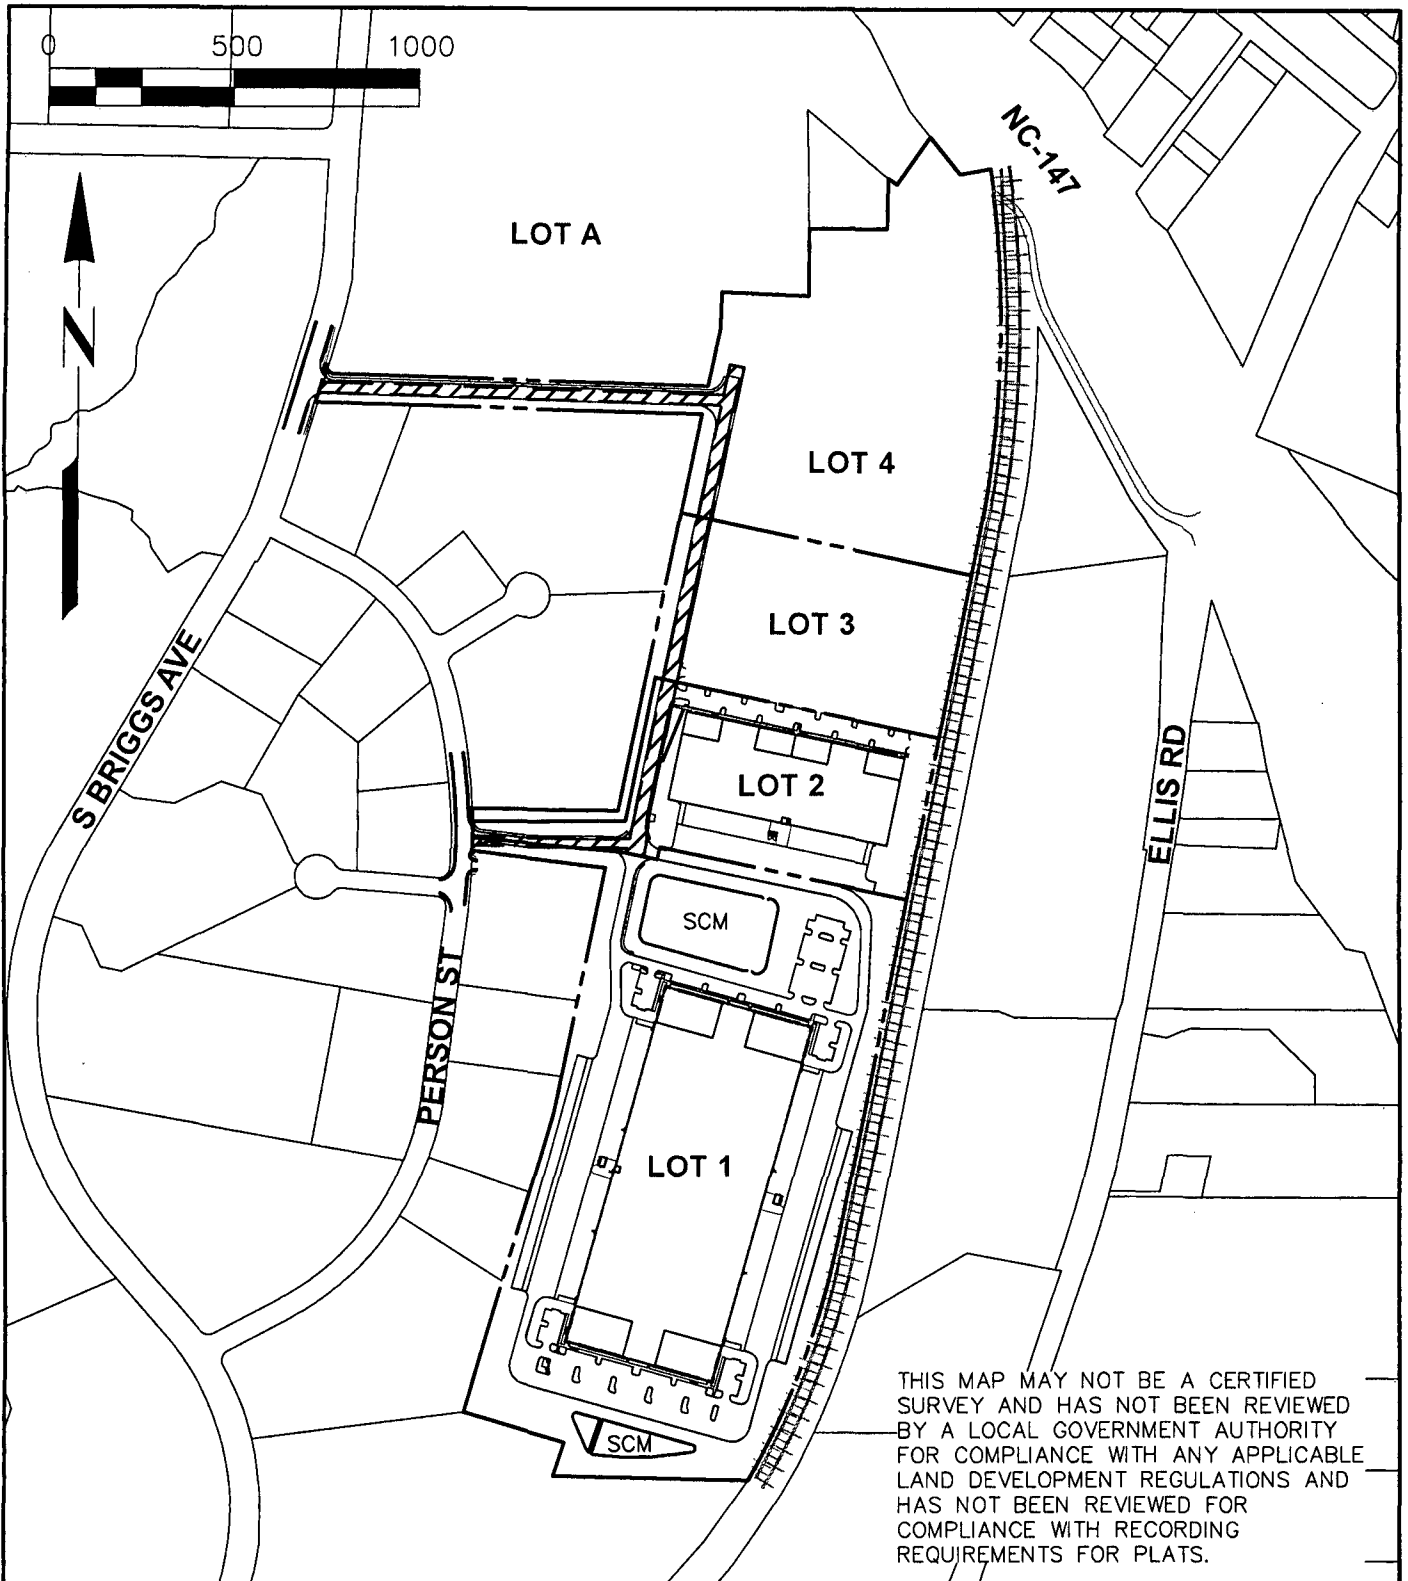 0 500 1000
NC-147
LOT A
N
LOT 4
LOT 3
S BRIGGS AVE
LOT 2
ELLIS RD
SCM
PERSON ST
LOT 1
SCM
THIS MAP MAY NOT BE A CERTIFIED
SURVEY AND HAS NOT BEEN REVIEWED
BY A LOCAL GOVERNMENT AUTHORITY
FOR COMPLIANCE WITH ANY APPLICABLE
LAND DEVELOPMENT REGULATIONS AND
HAS NOT BEEN REVIEWED FOR
COMPLIANCE WITH RECORDING
REQUIREMENTS FOR PLATS.